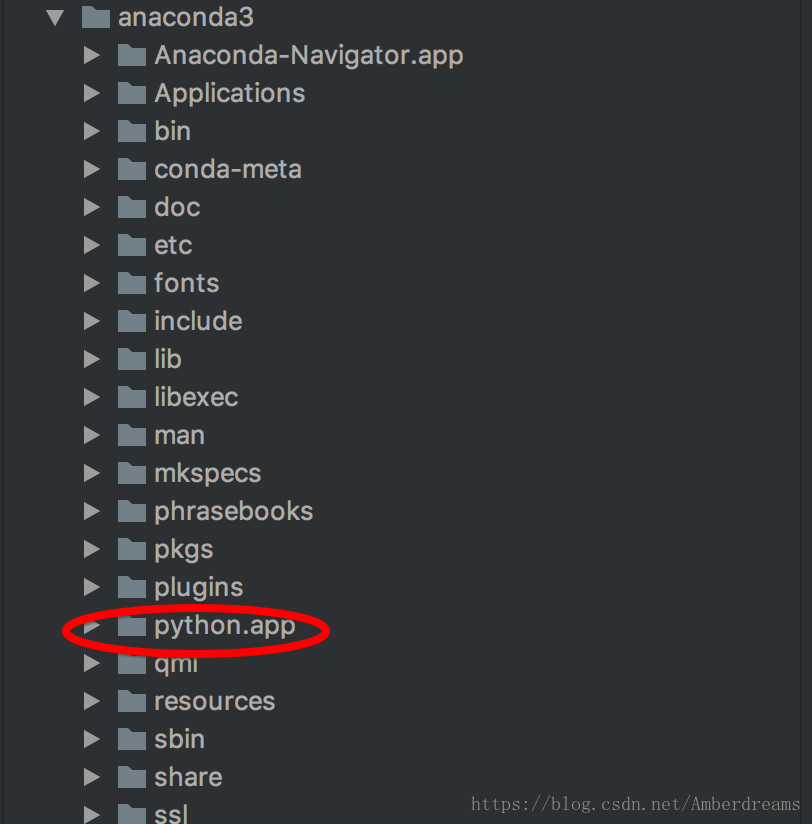 anaconda3
Anaconda-Navigator.app
Applications
bin
conda-meta
doc
etc
fonts
include
lib
libexec
man
mkspecs
phrasebooks
pkgs
plugins
python.app
qml
resources
sbin
share
ssl
https://blog.csdn.net/Amberdreams